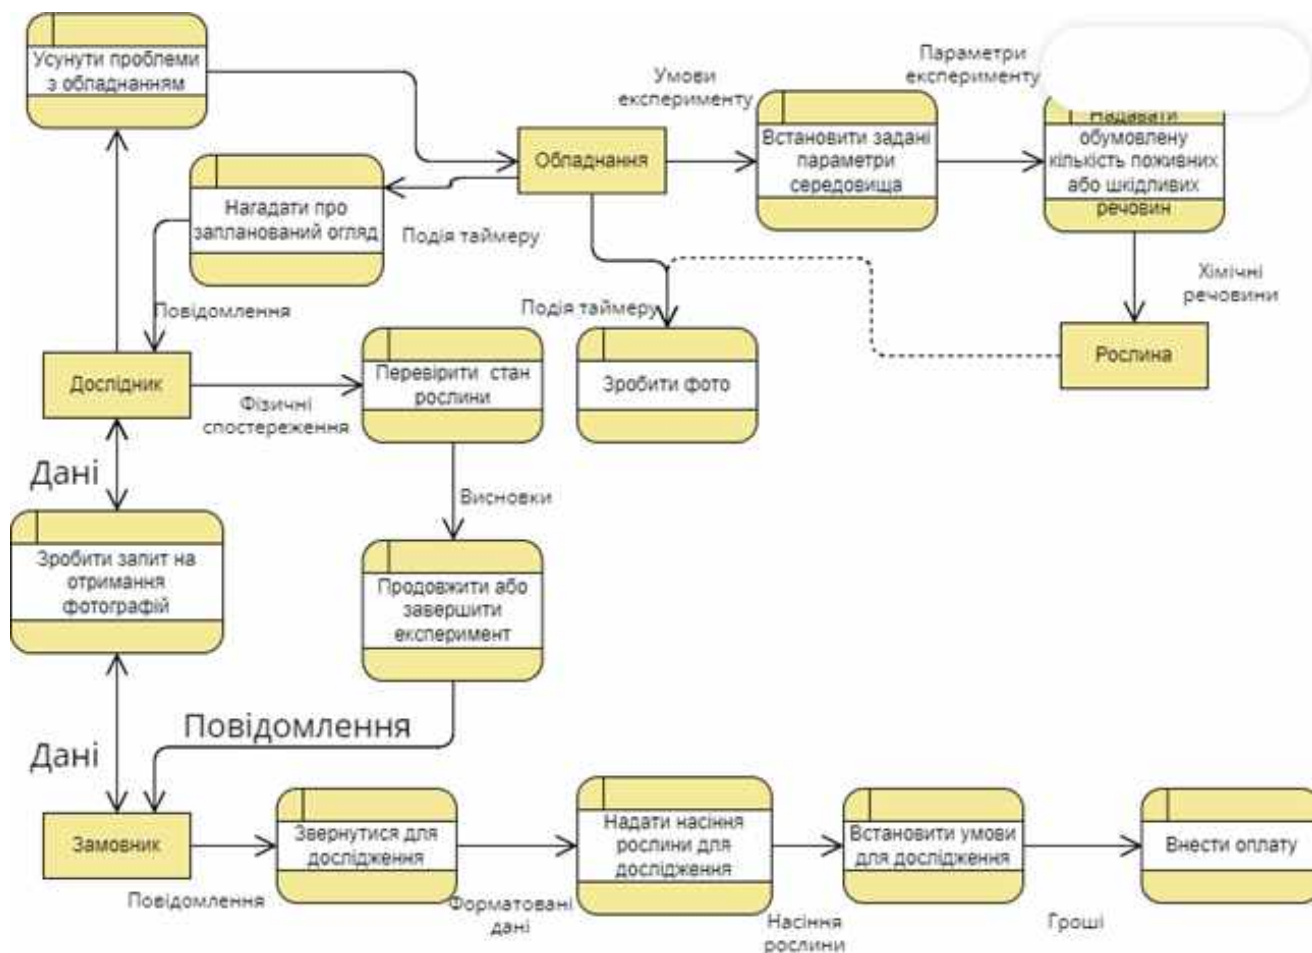 Усунути проблеми
з обладнанням
Умови
експерименту
Параметри
експерименту
Обладнання
Встановити задані
параметри
середовища
Надавати
обумовлену
кількість поживних
або шкідливих
речовин
Нагадати про
запланований огляд
Подія таймеру
Повідомлення
Подія таймеру
Хімічні
речовини
Дослідник
Перевірити стан
рослини
Зробити фото
Рослина
Фізичні
спостереження
Дані
Висновки
Зробити запит на
отримання
фотографій
Продовжити або
завершити
експеримент
Повідомлення
Дані
Замовник
Звернутися для
дослідження
Надати насіння
рослини для
дослідження
Встановити умови
для дослідження
Внести оплату
Повідомлення
Форматовані
дані
Насіння
рослини
Гроші